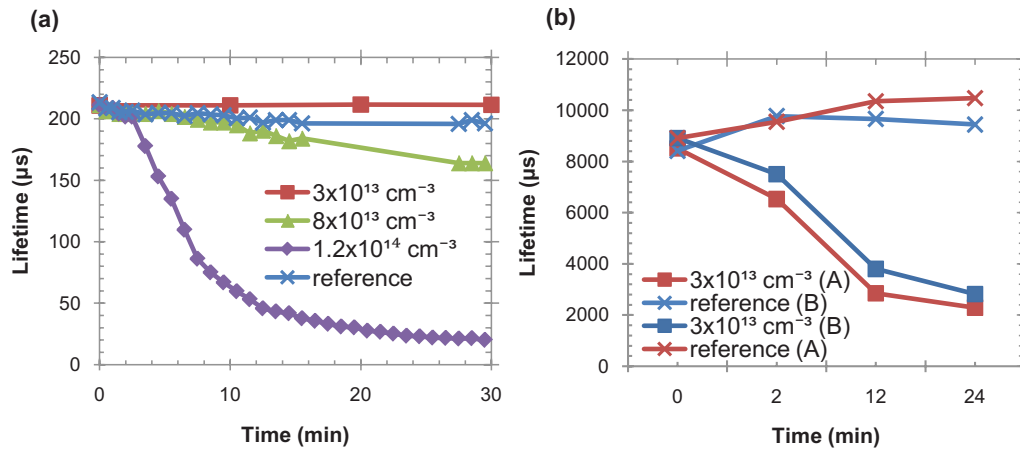 (a)
250
200
150
100
50
0
Lifetime (µs)
3x10¹³ cm⁻³
8x10¹³ cm⁻³
1.2x10¹⁴ cm⁻³
reference
0 10 20 30
Time (min)
(b)
12000
10000
8000
6000
4000
2000
0
Lifetime (µs)
3x10¹³ cm⁻³ (A)
reference (B)
3x10¹³ cm⁻³ (B)
reference (A)
0 2 12 24
Time (min)